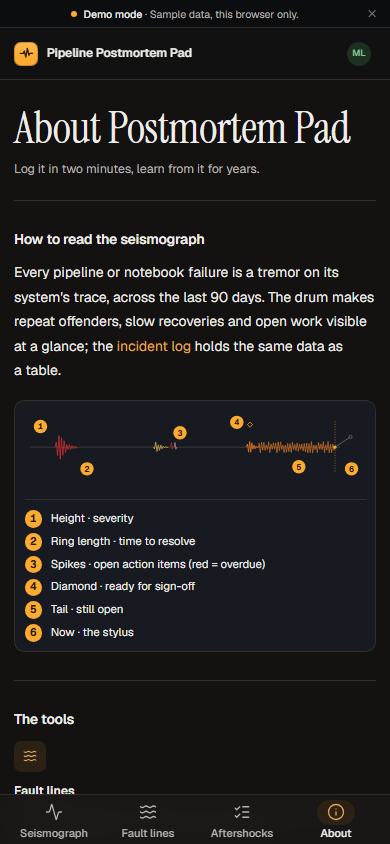 Demo mode · Sample data, this browser only.
Pipeline Postmortem Pad
ML
About Postmortem Pad
Log it in two minutes, learn from it for years.
How to read the seismograph
Every pipeline or notebook failure is a tremor on its
system's trace, across the last 90 days. The drum makes
repeat offenders, slow recoveries and open work visible
at a glance; the incident log holds the same data as
a table.
1
2
3
4
5
6
1 Height · severity
2 Ring length · time to resolve
3 Spikes · open action items (red = overdue)
4 Diamond · ready for sign-off
5 Tail · still open
6 Now · the stylus
The tools
Fault lines
Seismograph
Fault lines
Aftershocks
About